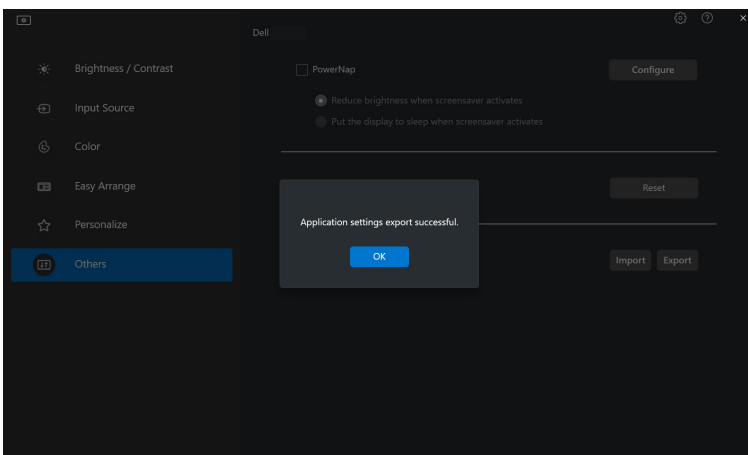 Dell
Brightness / Contrast
Input Source
Color
Easy Arrange
Personalize
Others
PowerNap
Configure
Reduce brightness when screensaver activates
Put the display to sleep when screensaver activates
Reset
Application settings export successful.
OK
Import
Export